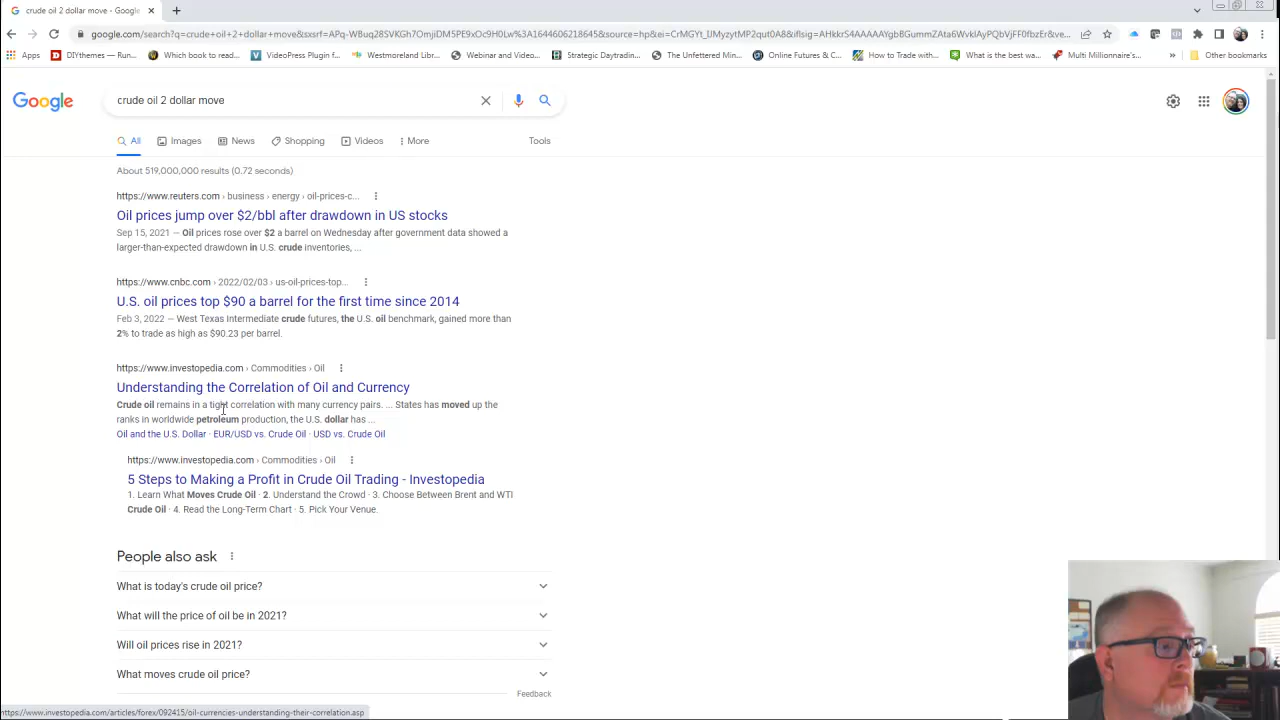 crude oil 2 dollar move - Google
google.com/search?q=crude+oil+2+dollar+move&sxsrf=APq-WBuq28SVKGh7OmjiDM5PE9xOc9H0Lw%3A1644606218645&source=hp&ei=CrMGYt_IJMyzytMP2qut0A8&iflsig=AHkkrS4AAAAAYgbBGummZAta6WvkiAyPQbVjFF0fbzEr&ve...
Apps DIYthemes — Run... Which book to read... VideoPress Plugin f... Westmoreland Libr... Webinar and Video... Strategic Daytradin... The Unfettered Min... Online Futures & C... How to Trade with... What is the best wa... Multi Millionaire's... » Other bookmarks
Google
crude oil 2 dollar move
All Images News Shopping Videos More Tools
About 519,000,000 results (0.72 seconds)
https://www.reuters.com › business › energy › oil-prices-c...
Oil prices jump over $2/bbl after drawdown in US stocks
Sep 15, 2021 — Oil prices rose over $2 a barrel on Wednesday after government data showed a
larger-than-expected drawdown in U.S. crude inventories, ...
https://www.cnbc.com › 2022/02/03 › us-oil-prices-top...
U.S. oil prices top $90 a barrel for the first time since 2014
Feb 3, 2022 — West Texas Intermediate crude futures, the U.S. oil benchmark, gained more than
2% to trade as high as $90.23 per barrel.
https://www.investopedia.com › Commodities › Oil
Understanding the Correlation of Oil and Currency
Crude oil remains in a tight correlation with many currency pairs. ... States has moved up the
ranks in worldwide petroleum production, the U.S. dollar has ...
Oil and the U.S. Dollar · EUR/USD vs. Crude Oil · USD vs. Crude Oil
https://www.investopedia.com › Commodities › Oil
5 Steps to Making a Profit in Crude Oil Trading - Investopedia
1. Learn What Moves Crude Oil · 2. Understand the Crowd · 3. Choose Between Brent and WTI
Crude Oil · 4. Read the Long-Term Chart · 5. Pick Your Venue.
People also ask
What is today's crude oil price?
What will the price of oil be in 2021?
Will oil prices rise in 2021?
What moves crude oil price?
Feedback
https://www.investopedia.com/articles/forex/092415/oil-currencies-understanding-their-correlation.asp